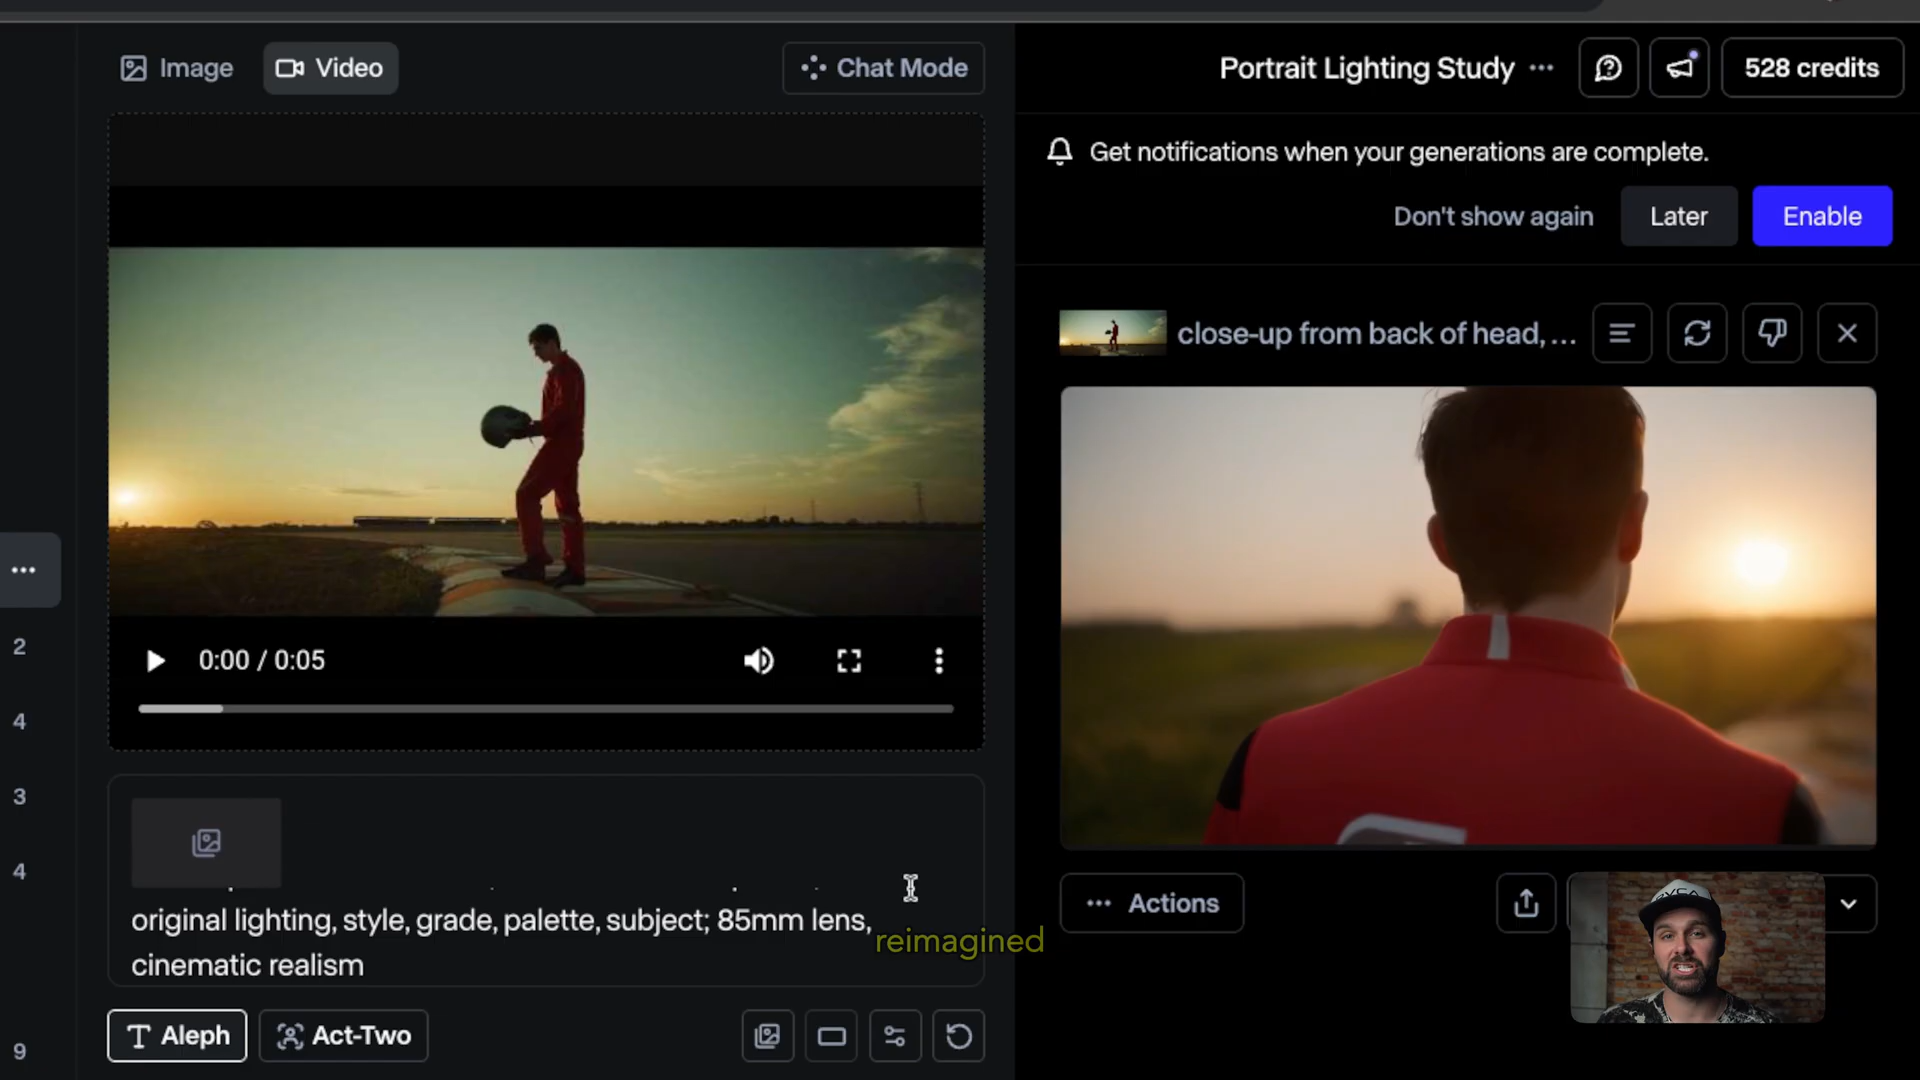 Image
Video
Chat Mode
Portrait Lighting Study
528 credits
Get notifications when your generations are complete.
Don't show again
Later
Enable
close-up from back of head, ...
0:00 / 0:05
2
4
3
4
9
original lighting, style, grade, palette, subject; 85mm lens,
cinematic realism
reimagined
Actions
Aleph
Act-Two